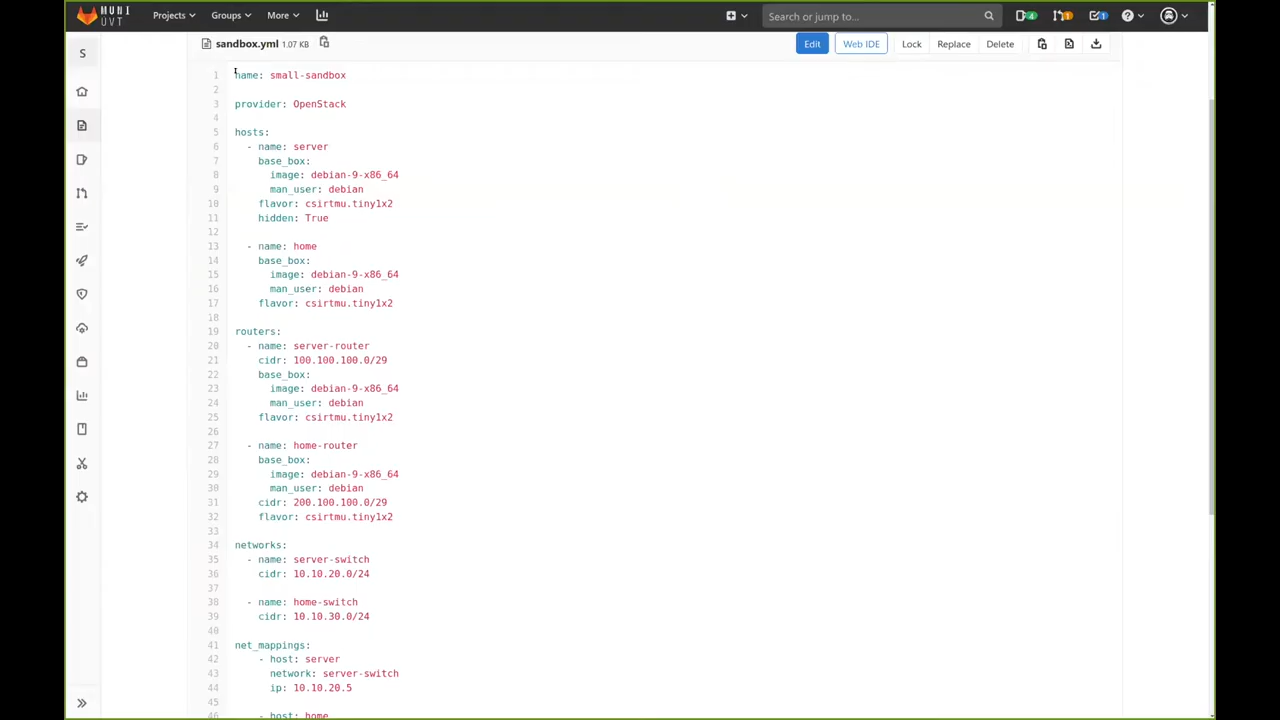 MUNI
UVT
Projects
Groups
More
Search or jump to...
4
1
1
S
sandbox.yml 1.07 KB
Edit
Web IDE
Lock
Replace
Delete
1 name: small-sandbox
2
3 provider: OpenStack
4
5 hosts:
6 - name: server
7 base_box:
8 image: debian-9-x86_64
9 man_user: debian
10 flavor: csirtmu.tiny1x2
11 hidden: True
12
13 - name: home
14 base_box:
15 image: debian-9-x86_64
16 man_user: debian
17 flavor: csirtmu.tiny1x2
18
19 routers:
20 - name: server-router
21 cidr: 100.100.100.0/29
22 base_box:
23 image: debian-9-x86_64
24 man_user: debian
25 flavor: csirtmu.tiny1x2
26
27 - name: home-router
28 base_box:
29 image: debian-9-x86_64
30 man_user: debian
31 cidr: 200.100.100.0/29
32 flavor: csirtmu.tiny1x2
33
34 networks:
35 - name: server-switch
36 cidr: 10.10.20.0/24
37
38 - name: home-switch
39 cidr: 10.10.30.0/24
40
41 net_mappings:
42 - host: server
43 network: server-switch
44 ip: 10.10.20.5
45
46 - host: home